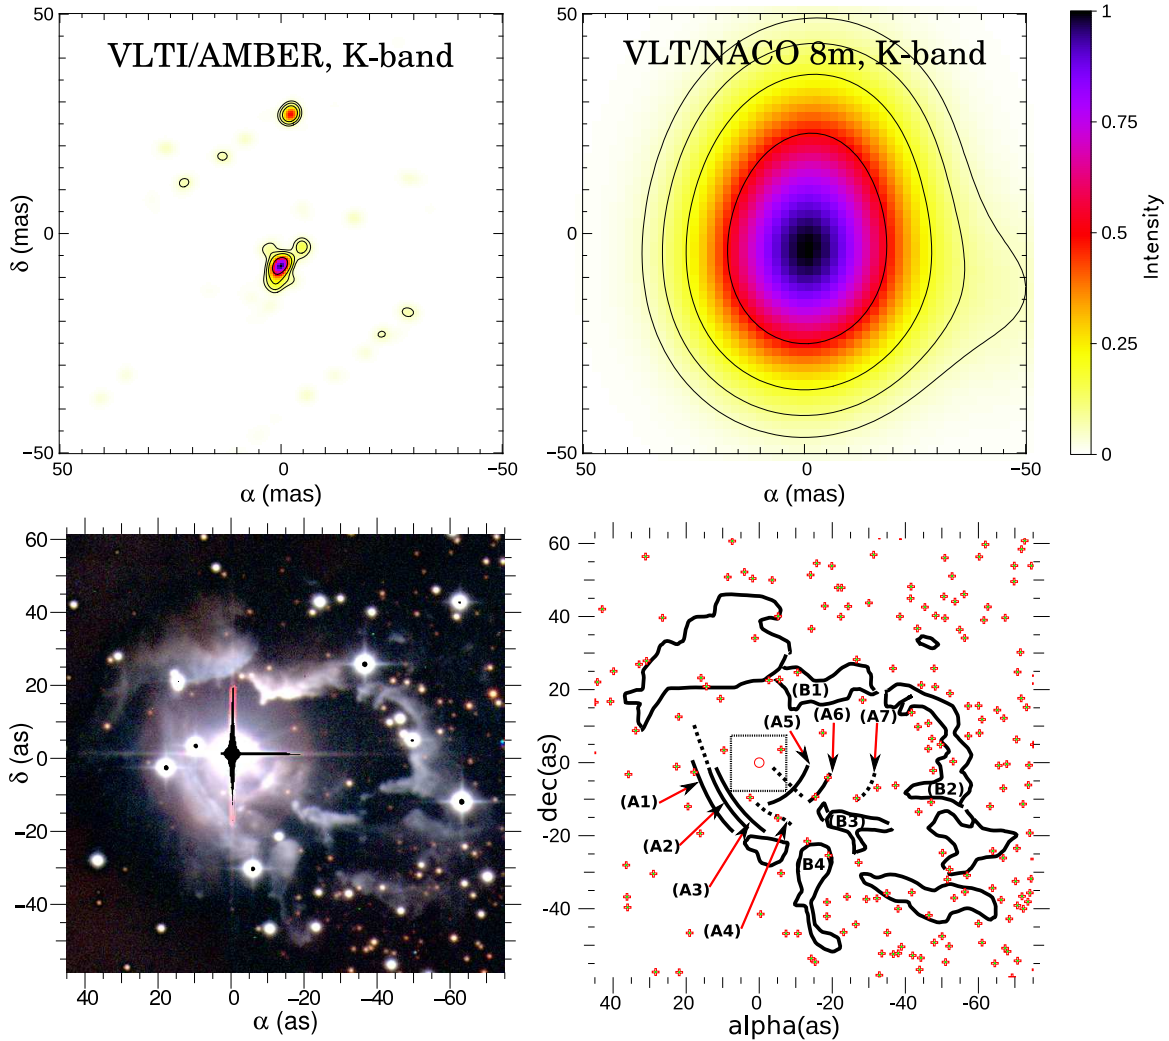 VLTI/AMBER, K-band
VLT/NACO 8m, K-band
50
0
−50
δ (mas)
50
0
−50
α (mas)
50
0
−50
50
0
−50
α (mas)
1
0.75
0.5
0.25
0
Intensity
60
40
20
0
−20
−40
δ (as)
40
20
0
−20
−40
−60
α (as)
60
40
20
0
-20
-40
dec(as)
(B1)
(A5)
(A6)
(A7)
(A1)
(B2)
(B3)
(A2)
B4
(A3)
(A4)
40
20
0
-20
-40
-60
alpha(as)